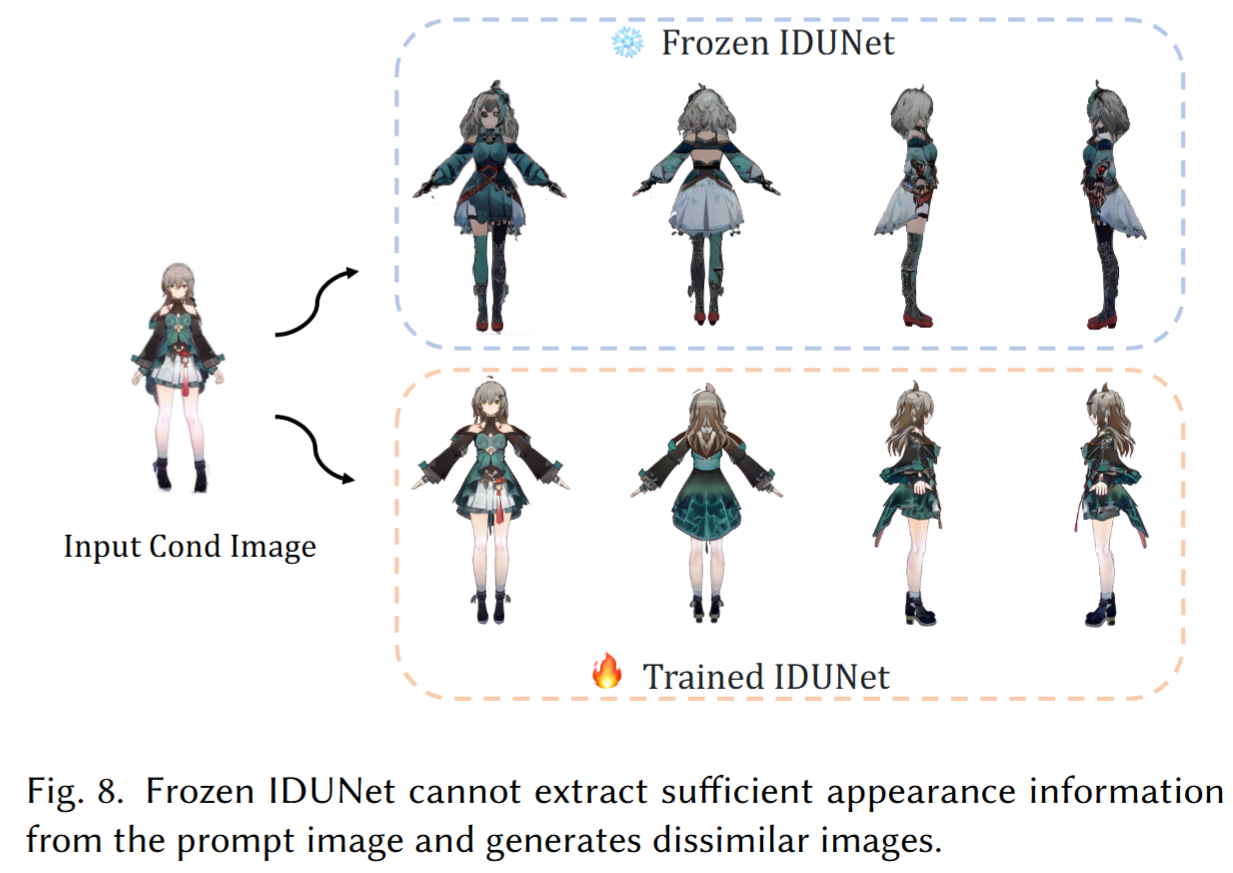 Frozen IDUNet
Input Cond Image
Trained IDUNet
Fig. 8. Frozen IDUNet cannot extract sufficient appearance information
from the prompt image and generates dissimilar images.